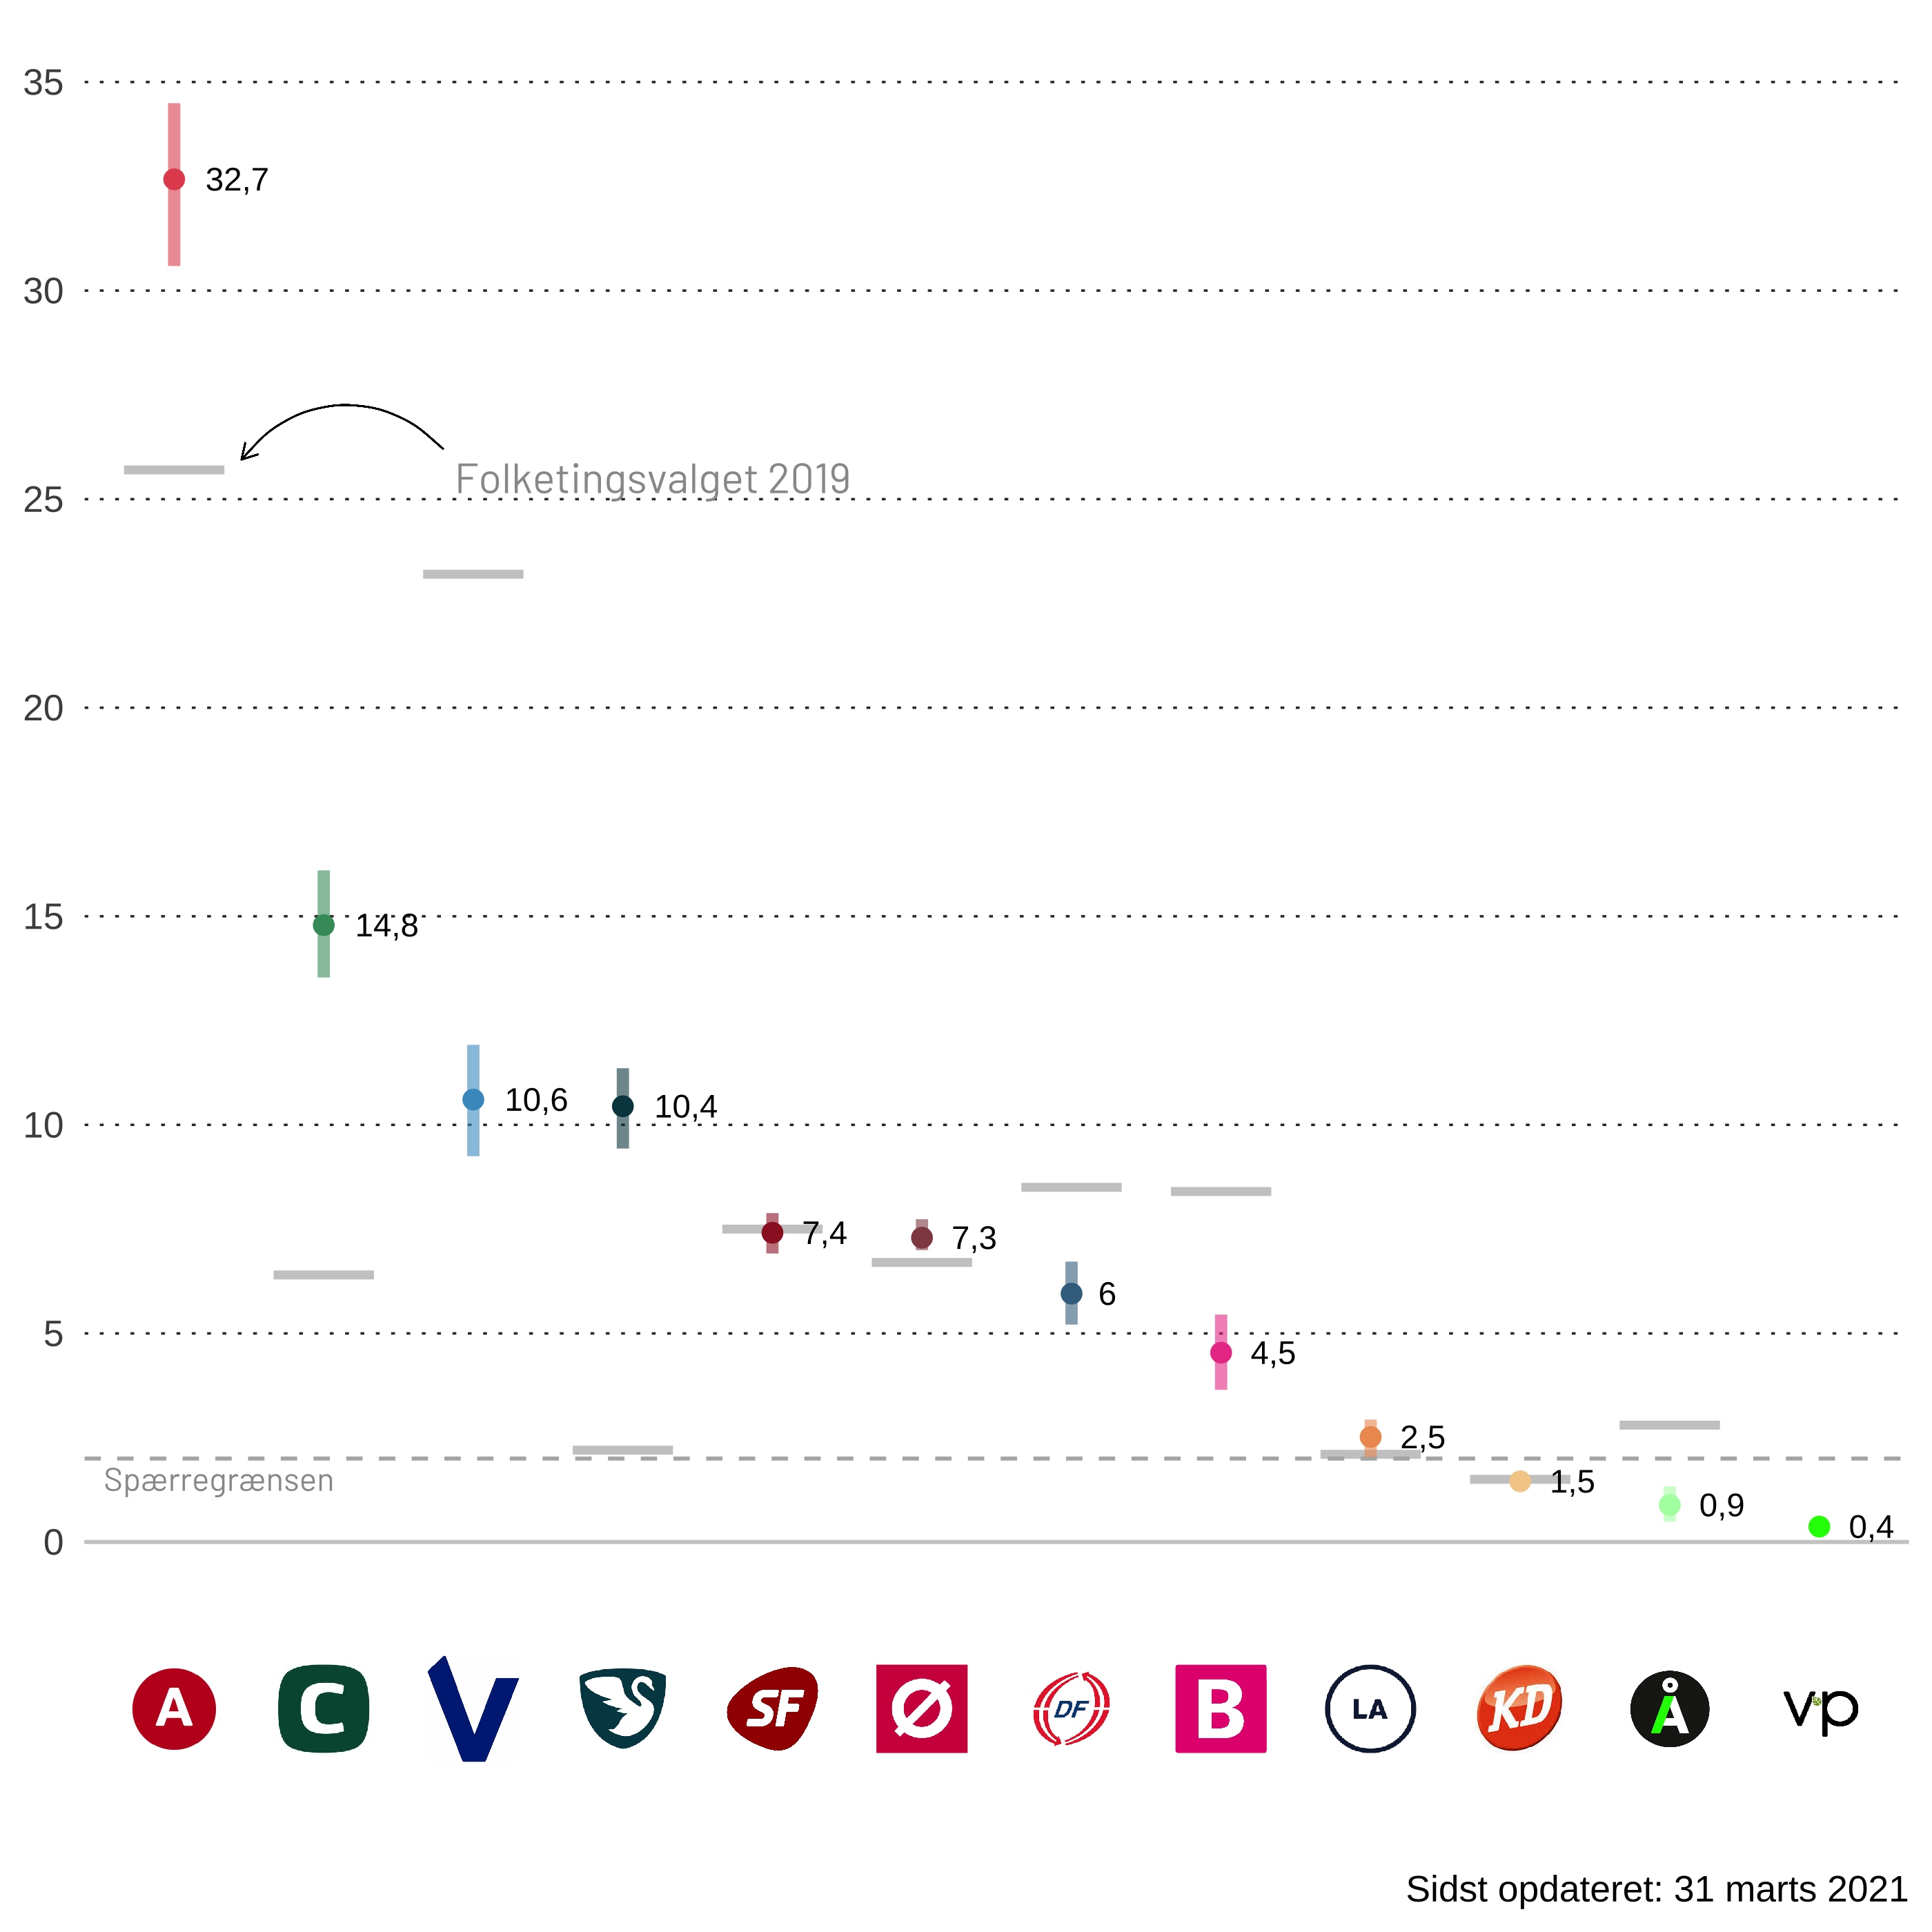 35
32,7
30
Folketingsvalget 2019
25
20
15
14,8
10,6
10,4
10
7,4
7,3
6
5
4,5
2,5
Spærregrænsen
1,5
0,9
0,4
0
A
C
V
SF
Ø
DF
B
LA
KD
Å
vp
Sidst opdateret: 31 marts 2021